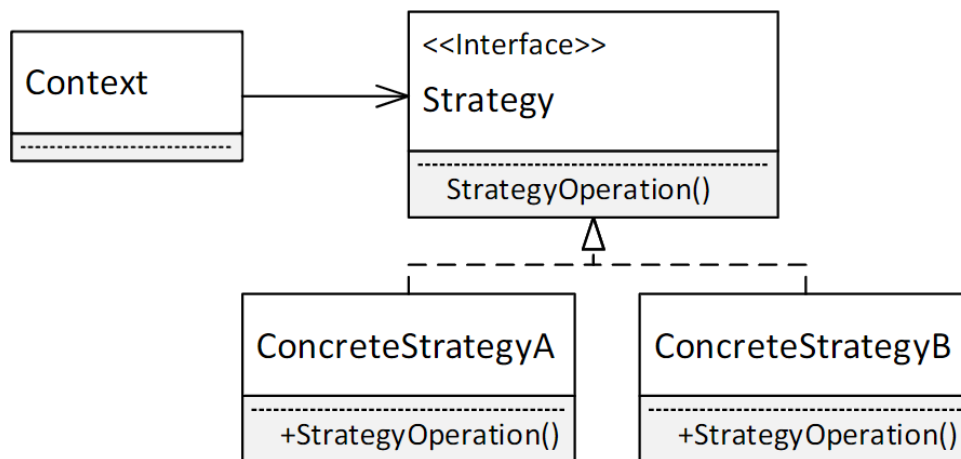 Context
<<Interface>>
Strategy
StrategyOperation()
ConcreteStrategyA
+StrategyOperation()
ConcreteStrategyB
+StrategyOperation()